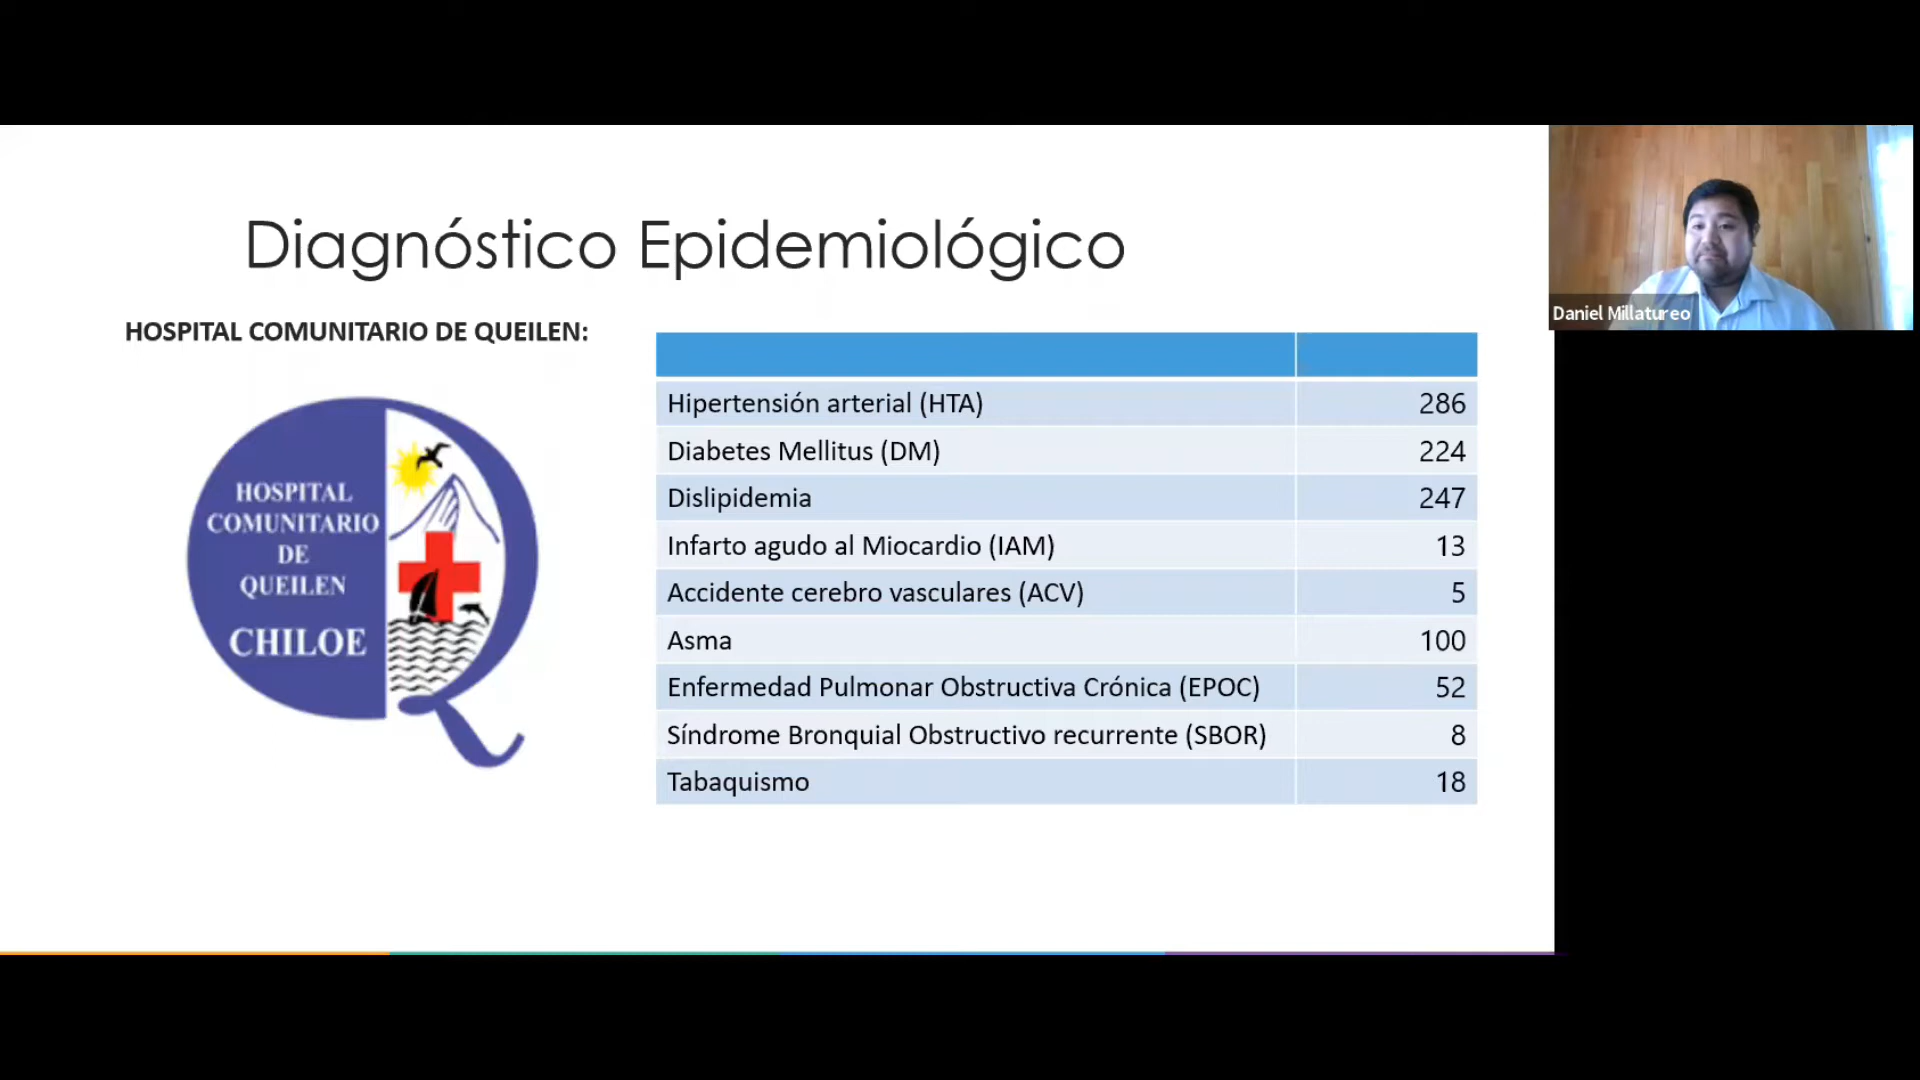 Diagnóstico Epidemiológico
HOSPITAL COMUNITARIO DE QUEILEN:
HOSPITAL
COMUNITARIO
DE
QUEILEN
CHILOE
Hipertensión arterial (HTA) 286
Diabetes Mellitus (DM) 224
Dislipidemia 247
Infarto agudo al Miocardio (IAM) 13
Accidente cerebro vasculares (ACV) 5
Asma 100
Enfermedad Pulmonar Obstructiva Crónica (EPOC) 52
Síndrome Bronquial Obstructivo recurrente (SBOR) 8
Tabaquismo 18
Daniel Millatureo